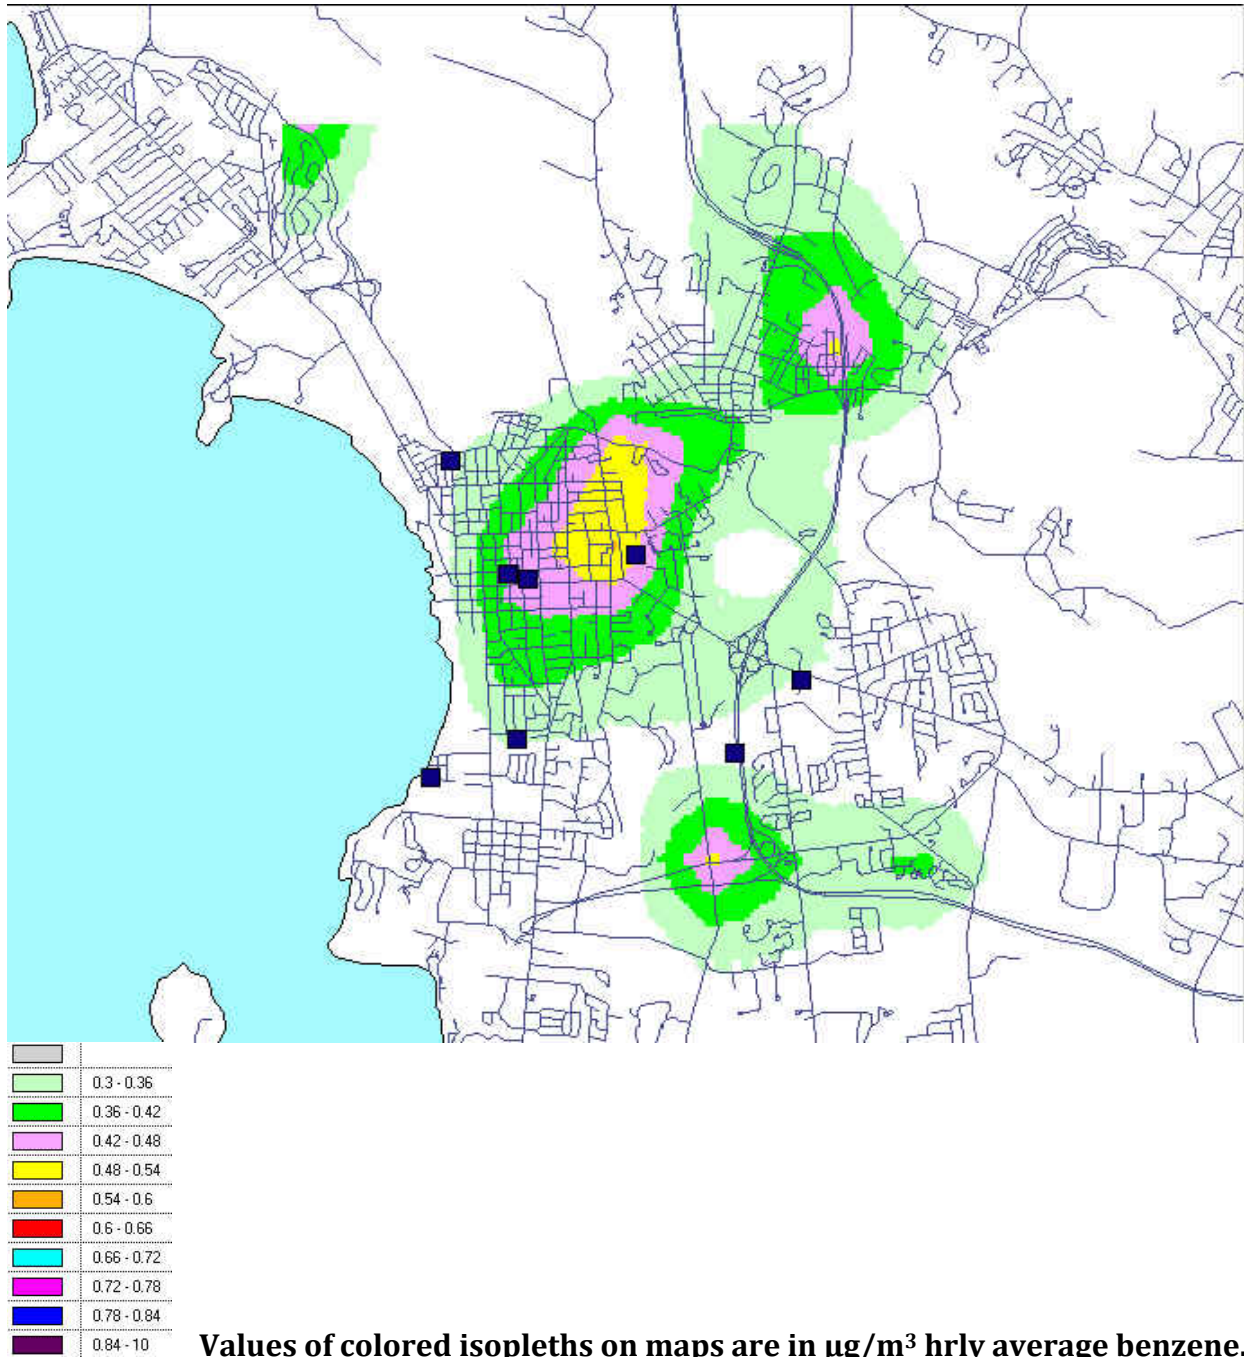 0.3 - 0.36
0.36 - 0.42
0.42 - 0.48
0.48 - 0.54
0.54 - 0.6
0.6 - 0.66
0.66 - 0.72
0.72 - 0.78
0.78 - 0.84
0.84 - 10
Values of colored isopleths on maps are in µg/m³ hrly average benzene.